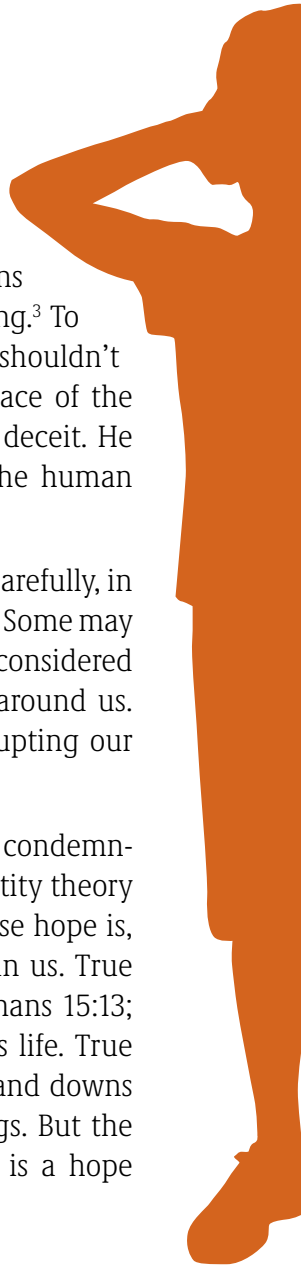 ns
ng.³ To
shouldn't
ace of the
deceit. He
he human
arefully, in
Some may
considered
around us.
upting our
condemn-
tity theory
se hope is,
n us. True
nans 15:13;
s life. True
and downs
gs. But the
is a hope